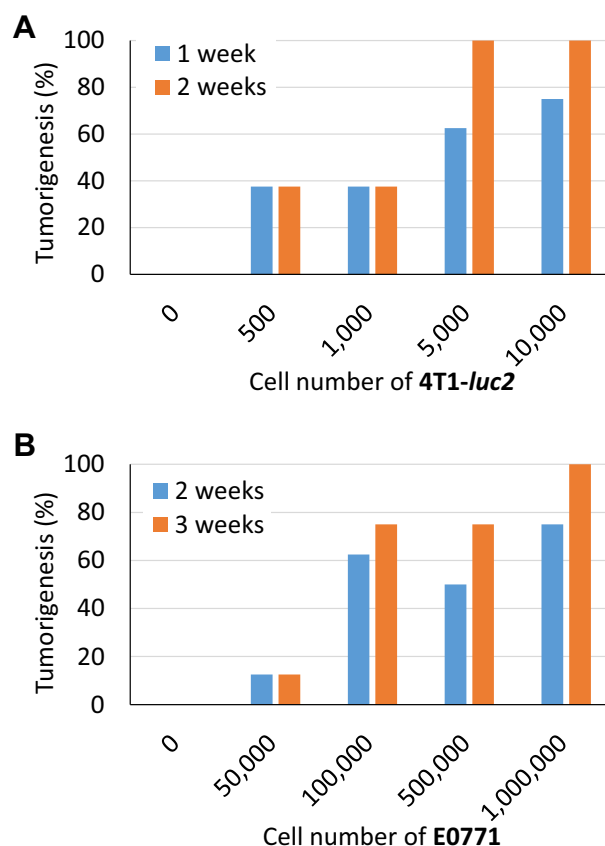 A
Tumorigenesis (%)
100
80
60
40
20
0
1 week
2 weeks
0
500
1,000
5,000
10,000
Cell number of 4T1-luc2
B
Tumorigenesis (%)
100
80
60
40
20
0
2 weeks
3 weeks
0
50,000
100,000
500,000
1,000,000
Cell number of E0771